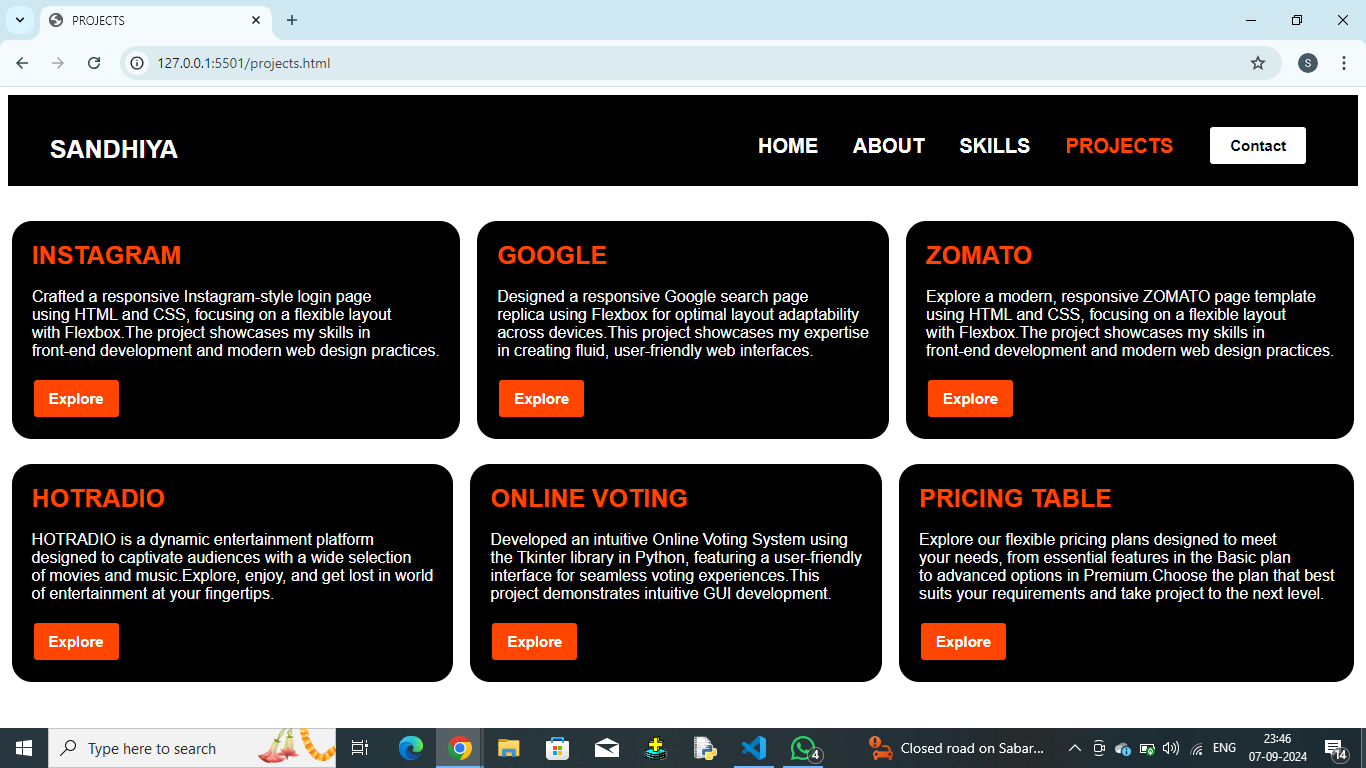 PROJECTS
127.0.0.1:5501/projects.html
S
SANDHIYA
HOME ABOUT SKILLS PROJECTS Contact
INSTAGRAM
Crafted a responsive Instagram-style login page
using HTML and CSS, focusing on a flexible layout
with Flexbox.The project showcases my skills in
front-end development and modern web design practices.
Explore
GOOGLE
Designed a responsive Google search page
replica using Flexbox for optimal layout adaptability
across devices.This project showcases my expertise
in creating fluid, user-friendly web interfaces.
Explore
ZOMATO
Explore a modern, responsive ZOMATO page template
using HTML and CSS, focusing on a flexible layout
with Flexbox.The project showcases my skills in
front-end development and modern web design practices.
Explore
HOTRADIO
HOTRADIO is a dynamic entertainment platform
designed to captivate audiences with a wide selection
of movies and music.Explore, enjoy, and get lost in world
of entertainment at your fingertips.
Explore
ONLINE VOTING
Developed an intuitive Online Voting System using
the Tkinter library in Python, featuring a user-friendly
interface for seamless voting experiences.This
project demonstrates intuitive GUI development.
Explore
PRICING TABLE
Explore our flexible pricing plans designed to meet
your needs, from essential features in the Basic plan
to advanced options in Premium.Choose the plan that best
suits your requirements and take project to the next level.
Explore
Type here to search
4
Closed road on Sabar...
ENG
23:46
07-09-2024
14